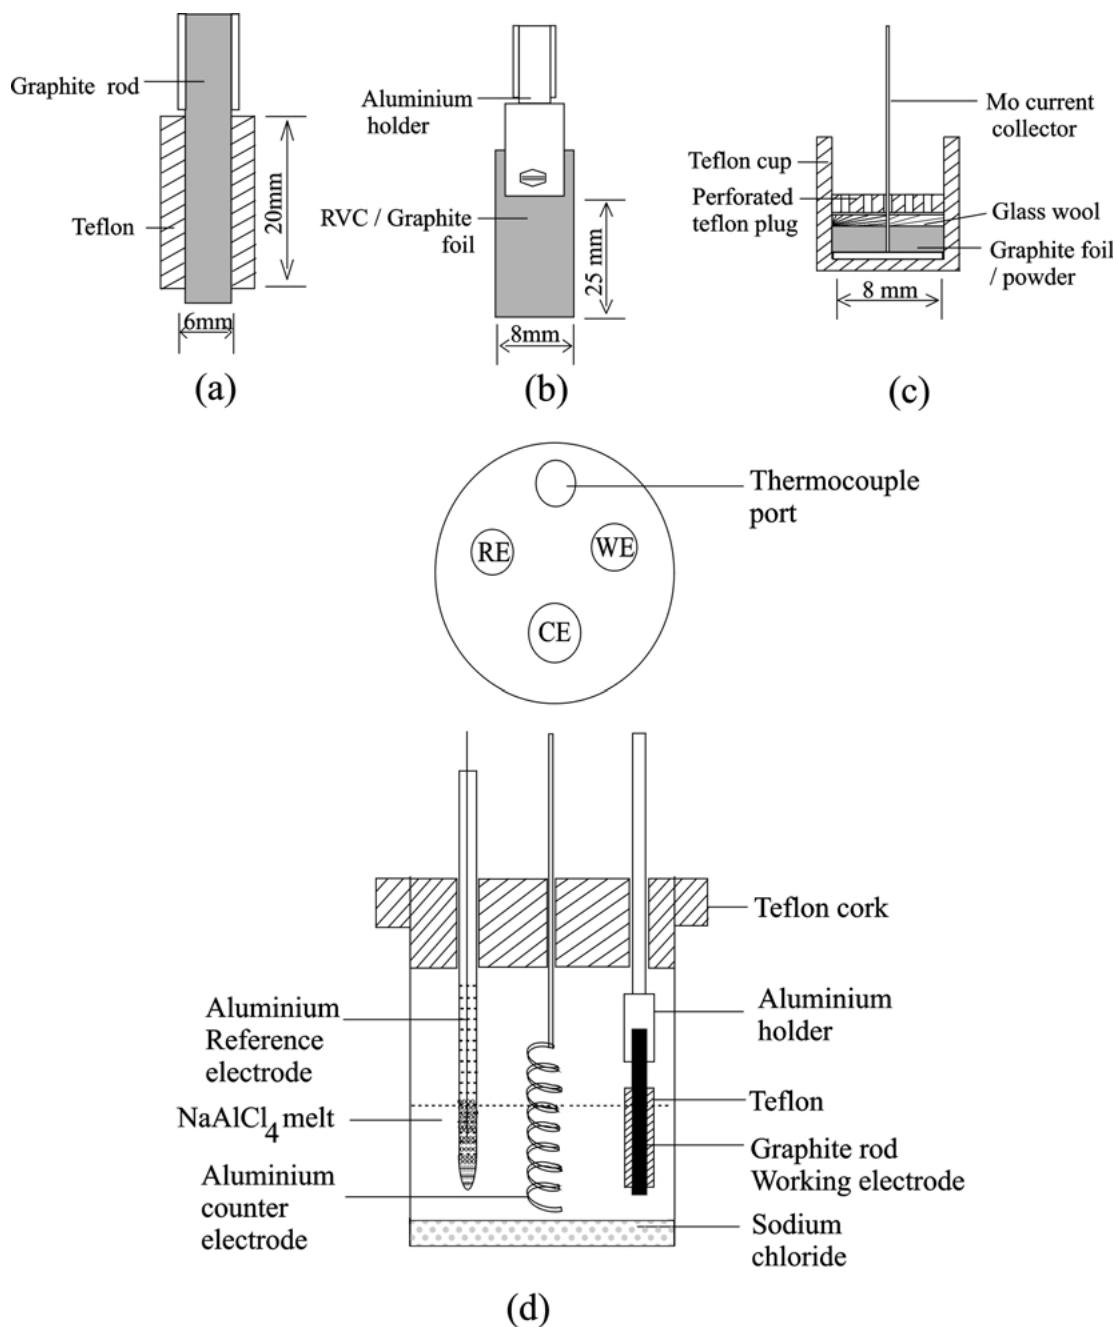 Graphite rod
Teflon
20mm
6mm
(a)
Aluminium
holder
RVC / Graphite
foil
25 mm
8mm
(b)
Mo current
collector
Teflon cup
Perforated
teflon plug
Glass wool
Graphite foil
/ powder
8 mm
(c)
Thermocouple
port
RE
WE
CE
Teflon cork
Aluminium
Reference
electrode
Aluminium
holder
NaAlCl4 melt
Teflon
Graphite rod
Working electrode
Aluminium
counter
electrode
Sodium
chloride
(d)